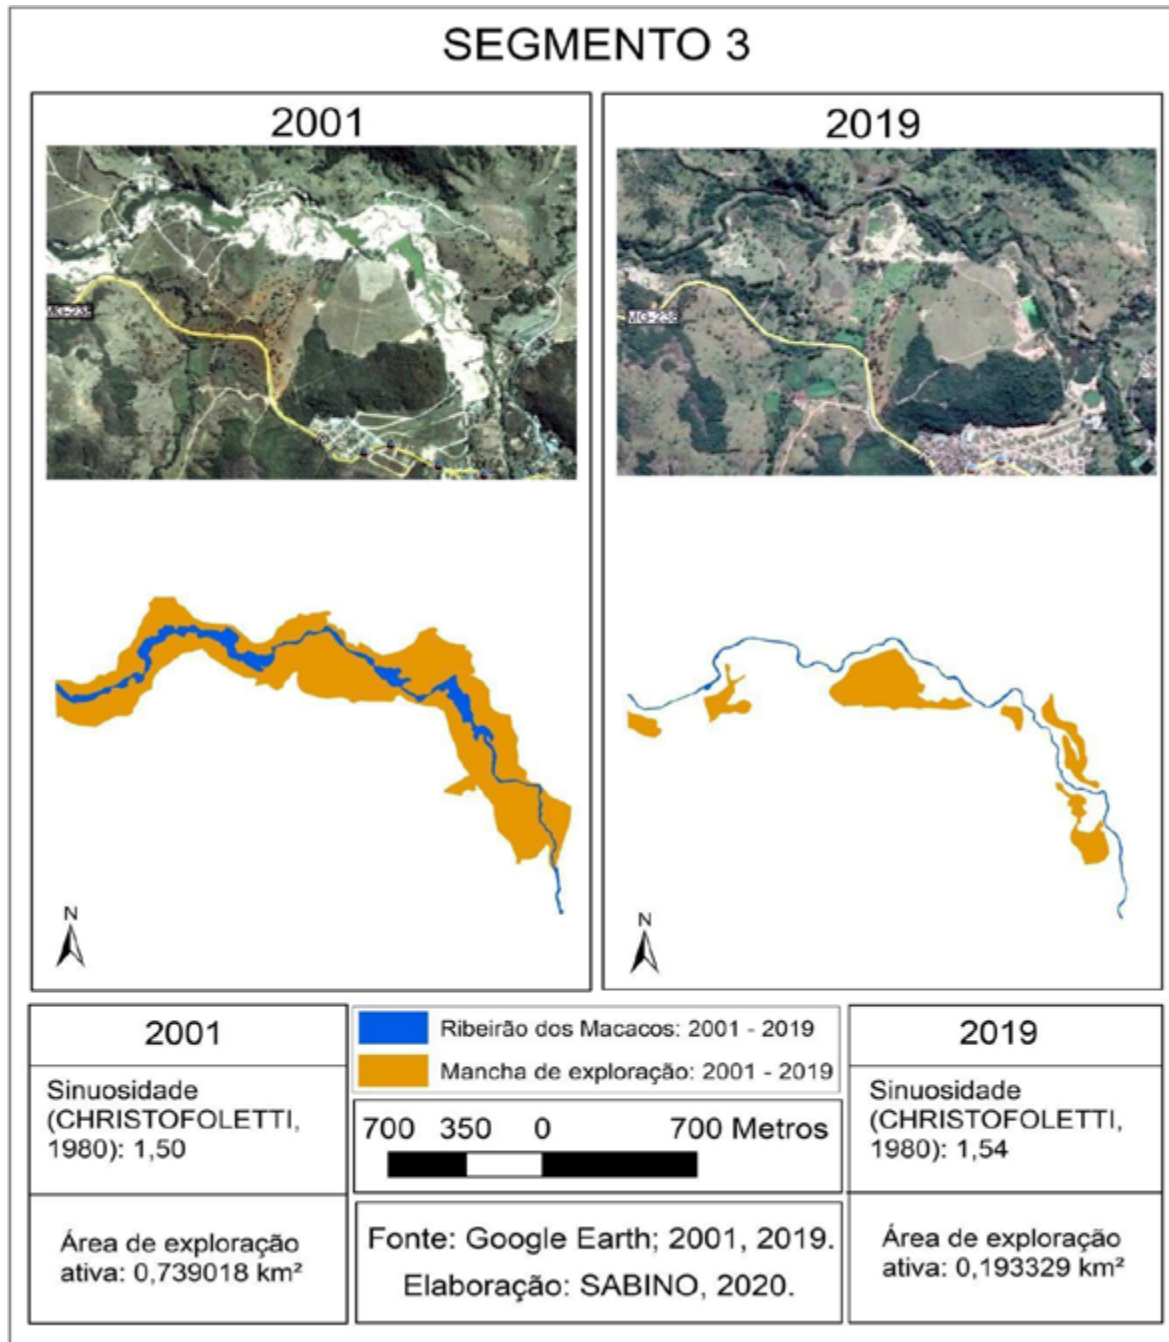 SEGMENTO 3
2001
2019
MG-238
MG-238
N
N
2001
Sinuosidade
(CHRISTOFOLETTI,
1980): 1,50
Área de exploração
ativa: 0,739018 km²
Ribeirão dos Macacos: 2001 - 2019
Mancha de exploração: 2001 - 2019
700 350 0 700 Metros
Fonte: Google Earth; 2001, 2019.
Elaboração: SABINO, 2020.
2019
Sinuosidade
(CHRISTOFOLETTI,
1980): 1,54
Área de exploração
ativa: 0,193329 km²